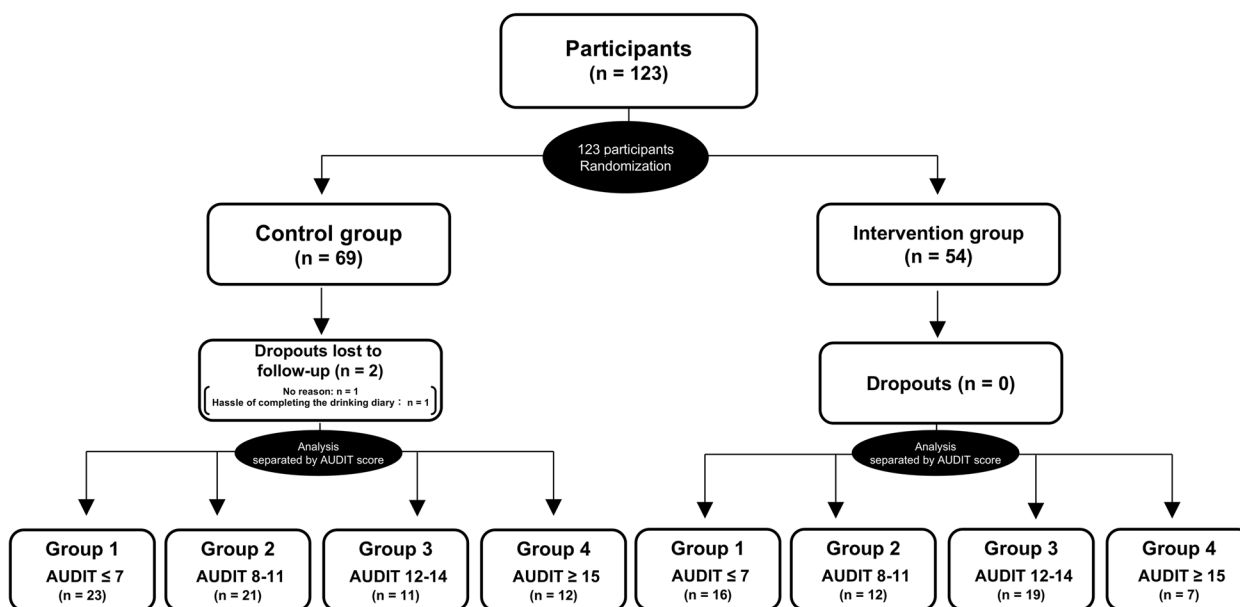 Participants
(n = 123)
123 participants
Randomization
Control group
(n = 69)
Intervention group
(n = 54)
Dropouts lost to
follow-up (n = 2)
No reason: n = 1
Hassle of completing the drinking diary： n = 1
Dropouts (n = 0)
Analysis
separated by AUDIT score
Analysis
separated by AUDIT score
Group 1
AUDIT ≤ 7
(n = 23)
Group 2
AUDIT 8-11
(n = 21)
Group 3
AUDIT 12-14
(n = 11)
Group 4
AUDIT ≥ 15
(n = 12)
Group 1
AUDIT ≤ 7
(n = 16)
Group 2
AUDIT 8-11
(n = 12)
Group 3
AUDIT 12-14
(n = 19)
Group 4
AUDIT ≥ 15
(n = 7)